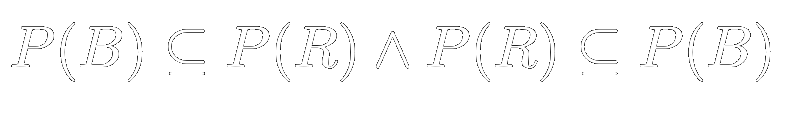 P(B) ⊆ P(R) ∧ P(R) ⊆ P(B)